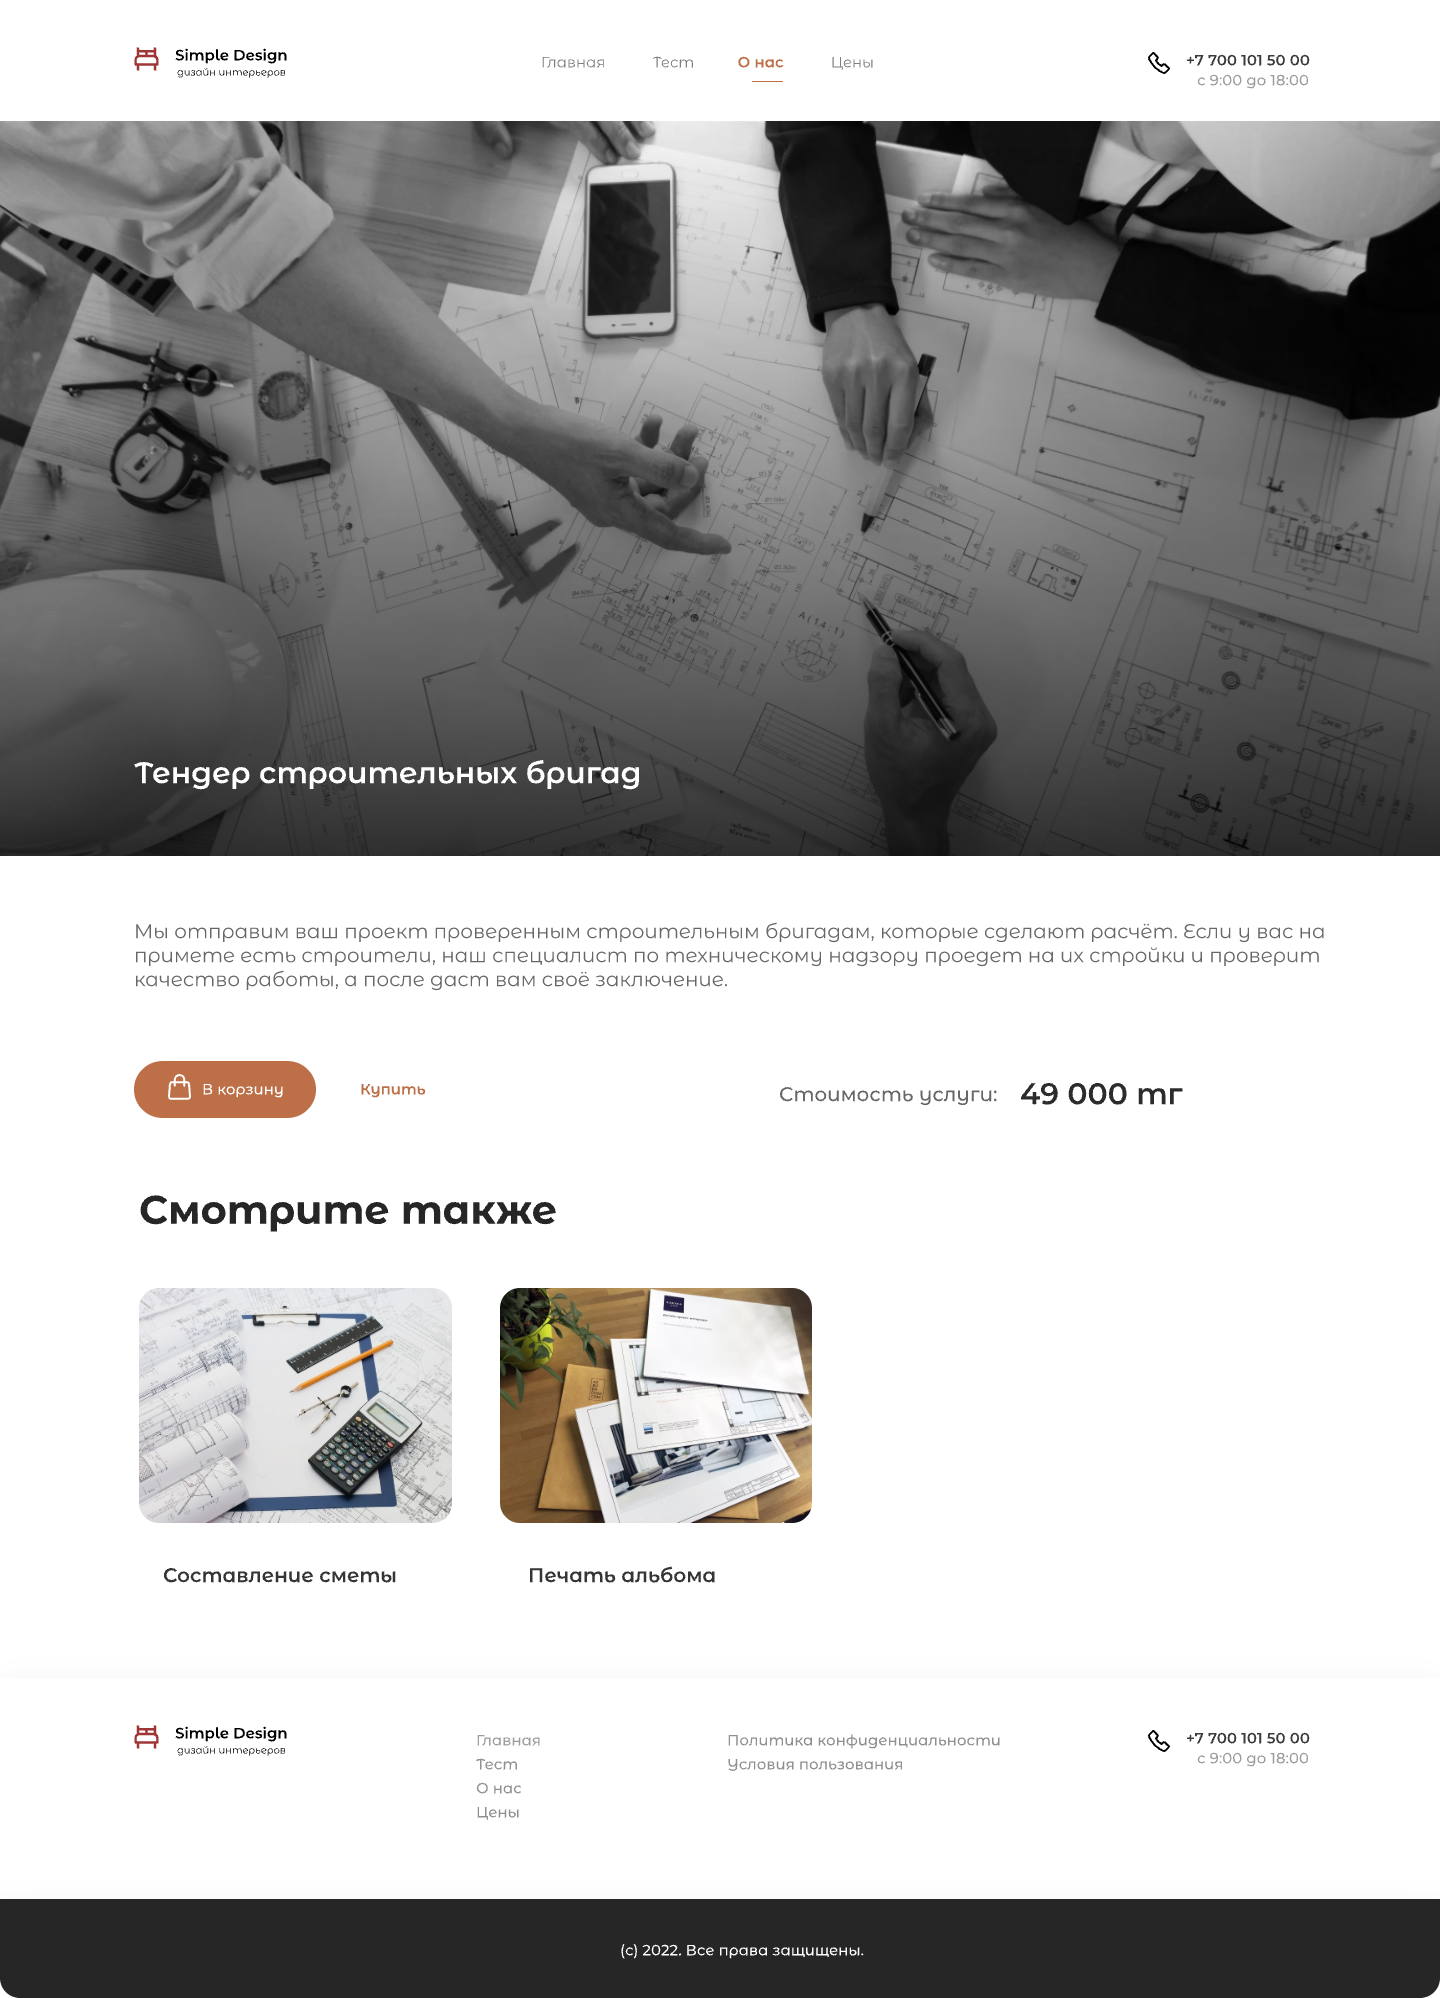 Simple Design
дизайн интерьеров
Главная
Тест
О нас
Цены
+7 700 101 50 00
с 9:00 до 18:00
А(1.4:1)
Тендер строительных бригад
Мы отправим ваш проект проверенным строительным бригадам, которые сделают расчёт. Если у вас на
примете есть строители, наш специалист по техническому надзору проедет на их стройки и проверит
качество работы, а после даст вам своё заключение.
В корзину
Купить
Стоимость услуги:
49 000 тг
Смотрите также
Составление сметы
Печать альбома
Simple Design
дизайн интерьеров
Главная
Тест
О нас
Цены
Политика конфиденциальности
Условия пользования
+7 700 101 50 00
с 9:00 до 18:00
(с) 2022. Все права защищены.